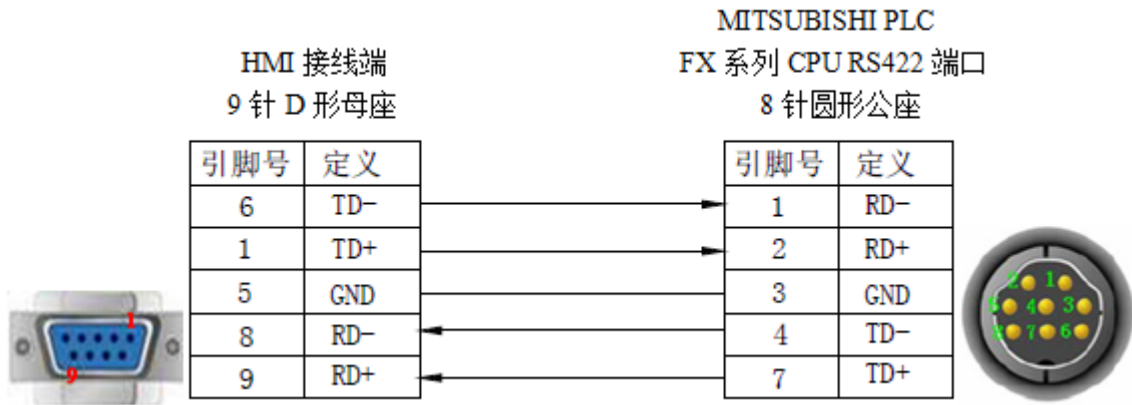 MITSUBISHI PLC
HMI 接线端
FX 系列 CPU RS422 端口
9 针 D 形母座
8 针圆形公座
引脚号 定义 引脚号 定义
6 TD- 1 RD-
1 TD+ 2 RD+
5 GND 3 GND
8 RD- 4 TD-
9 RD+ 7 TD+
1
9
2 1
5 4 3
8 7 6